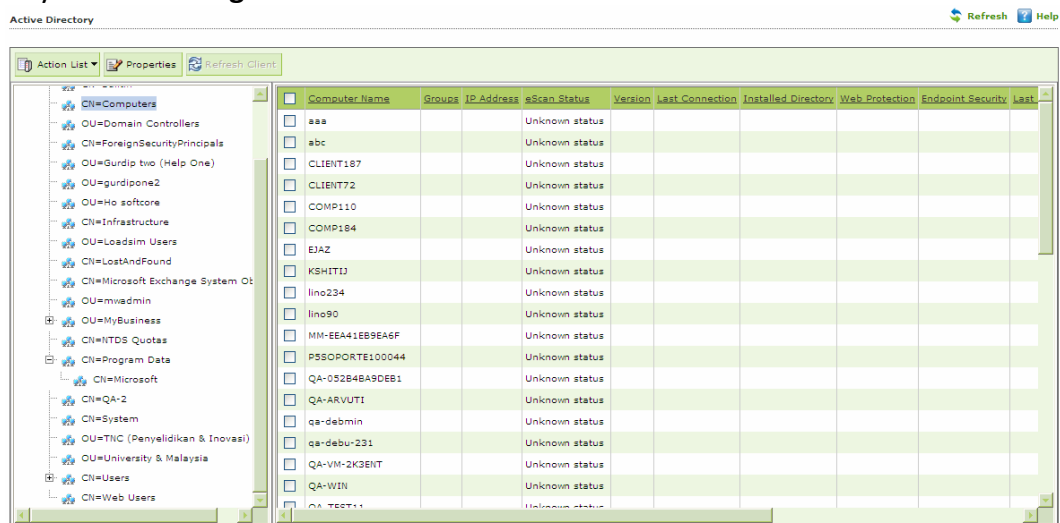 Active Directory
Refresh
Help
Action List
Properties
Refresh Client
CN=Computers
OU=Domain Controllers
CN=ForeignSecurityPrincipals
OU=Gurdip two (Help One)
OU=gurdipone2
OU=Ho softcore
CN=Infrastructure
OU=Loadsim Users
CN=LostAndFound
CN=Microsoft Exchange System Ob
OU=mwadmin
OU=MyBusiness
CN=NTDS Quotas
CN=Program Data
CN=Microsoft
CN=QA-2
CN=System
OU=TNC (Penyelidikan & Inovasi)
OU=University & Malaysia
CN=Users
CN=Web Users
Computer Name Groups IP Address eScan Status Version Last Connection Installed Directory Web Protection Endpoint Security Last
aaa Unknown status
abc Unknown status
CLIENT187 Unknown status
CLIENT72 Unknown status
COMP110 Unknown status
COMP184 Unknown status
EJAZ Unknown status
KSHITIJ Unknown status
lino234 Unknown status
lino90 Unknown status
MM-EEA41EB9EA6F Unknown status
P5SOPORTE100044 Unknown status
QA-052B4BA9DEB1 Unknown status
QA-ARVUTI Unknown status
qa-debmin Unknown status
qa-debu-231 Unknown status
QA-VM-2K3ENT Unknown status
QA-WIN Unknown status
QA-TEST11 Unknown status